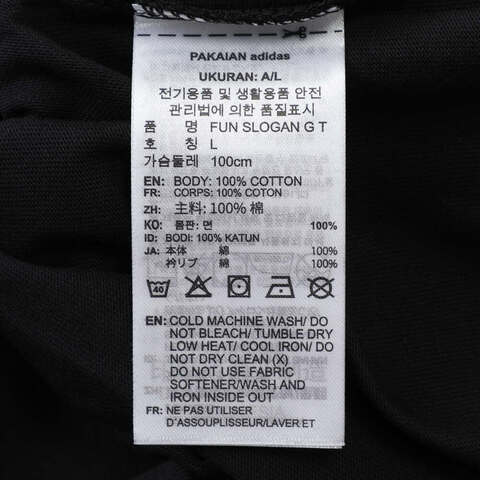 PAKAIAN adidas
UKURAN: A/L
전기용품 및 생활용품 안전
관리법에 의한 품질표시
품 명 FUN SLOGAN G T
호 칭 L
가슴둘레 100cm
EN: BODY: 100% COTTON
FR: CORPS: 100% COTON
ZH: 主料: 100% 棉
KO: 몸판: 면 100%
ID: BODI: 100% KATUN
JA: 本体 綿 100%
衿リブ 綿 100%
40
EN: COLD MACHINE WASH/ DO
NOT BLEACH/ TUMBLE DRY
LOW HEAT/ COOL IRON/ DO
NOT DRY CLEAN (X)
DO NOT USE FABRIC
SOFTENER/WASH AND
IRON INSIDE OUT
FR: NE PAS UTILISER
D'ASSOUPLISSEUR/LAVER ET